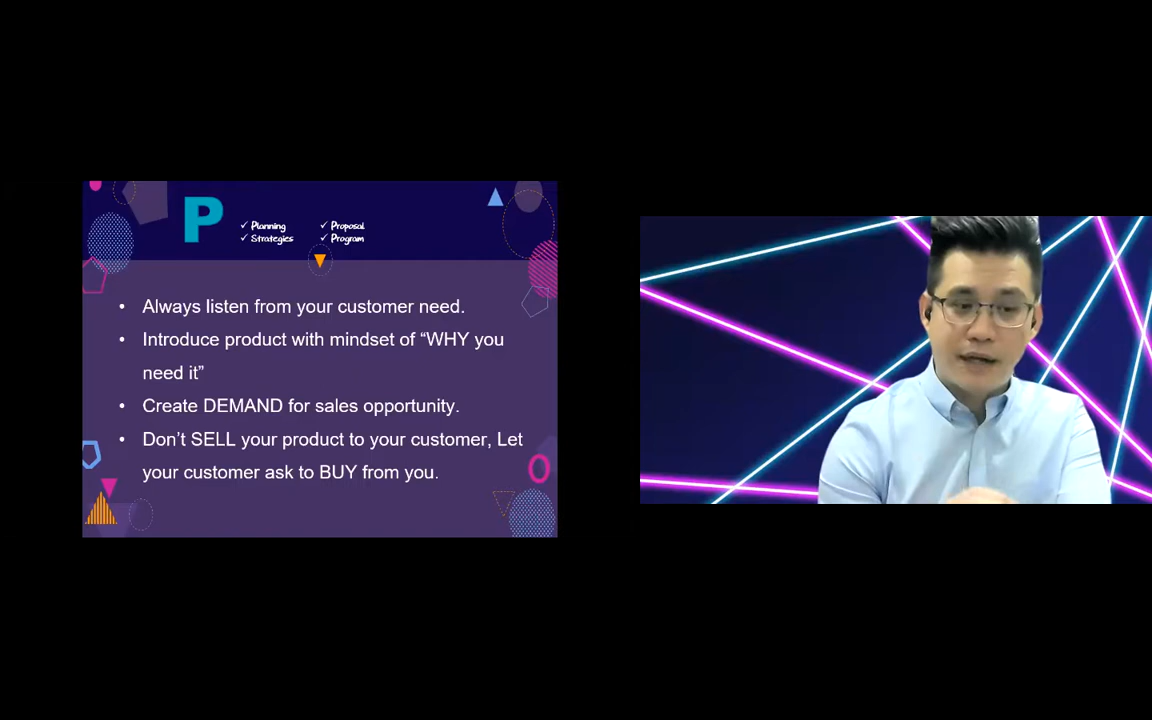 P
✓ Planning ✓ Proposal
✓ Strategies ✓ Program
• Always listen from your customer need.
• Introduce product with mindset of “WHY you
need it”
• Create DEMAND for sales opportunity.
• Don’t SELL your product to your customer, Let
your customer ask to BUY from you.